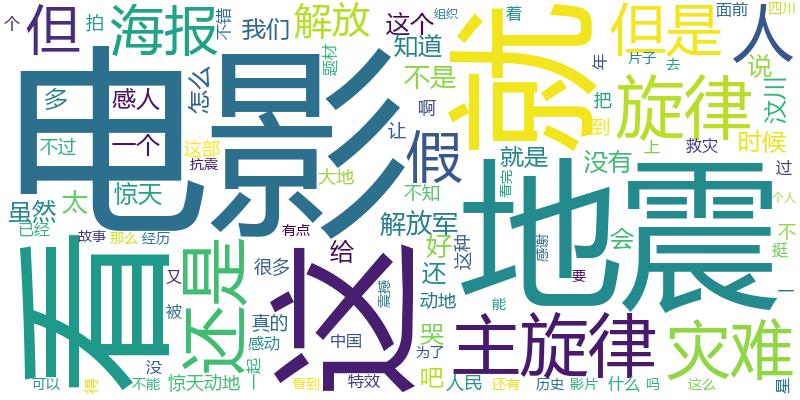 个
拍
但
海报
不错
我们
解放
这个
组织
着
就
但是
人
面前
四川
电影
题材
知道
不是
年
片子
去
说
多
感人
怎么
啊
把
旋律
汶川
不过
一个
这部
抗震
让
假
到
时候
惊天
大地
就是
没有
上
救灾
过
虽然
太
不知
看完
地震
个人
已经
故事
那么
经历
有点
解放军
好
这种
感谢
会
不
挺
看
还是
很多
这
给
震撼
还
动地
要
一
又
被
真的
感动
中国
哭
能
主旋律
灾难
没
起
为了
可以
得
不能
惊天动地
一
看到
特效
吧
人民
还有
历史
影片
什么
吗
这么
星